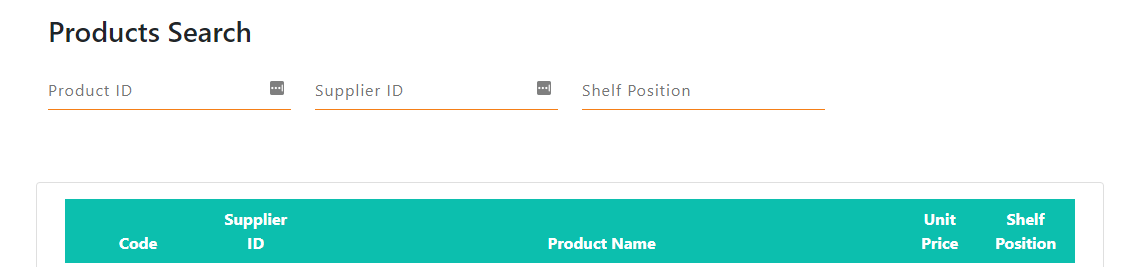 Products Search
Product ID
Supplier ID
Shelf Position
Code
Supplier
ID
Product Name
Unit
Price
Shelf
Position